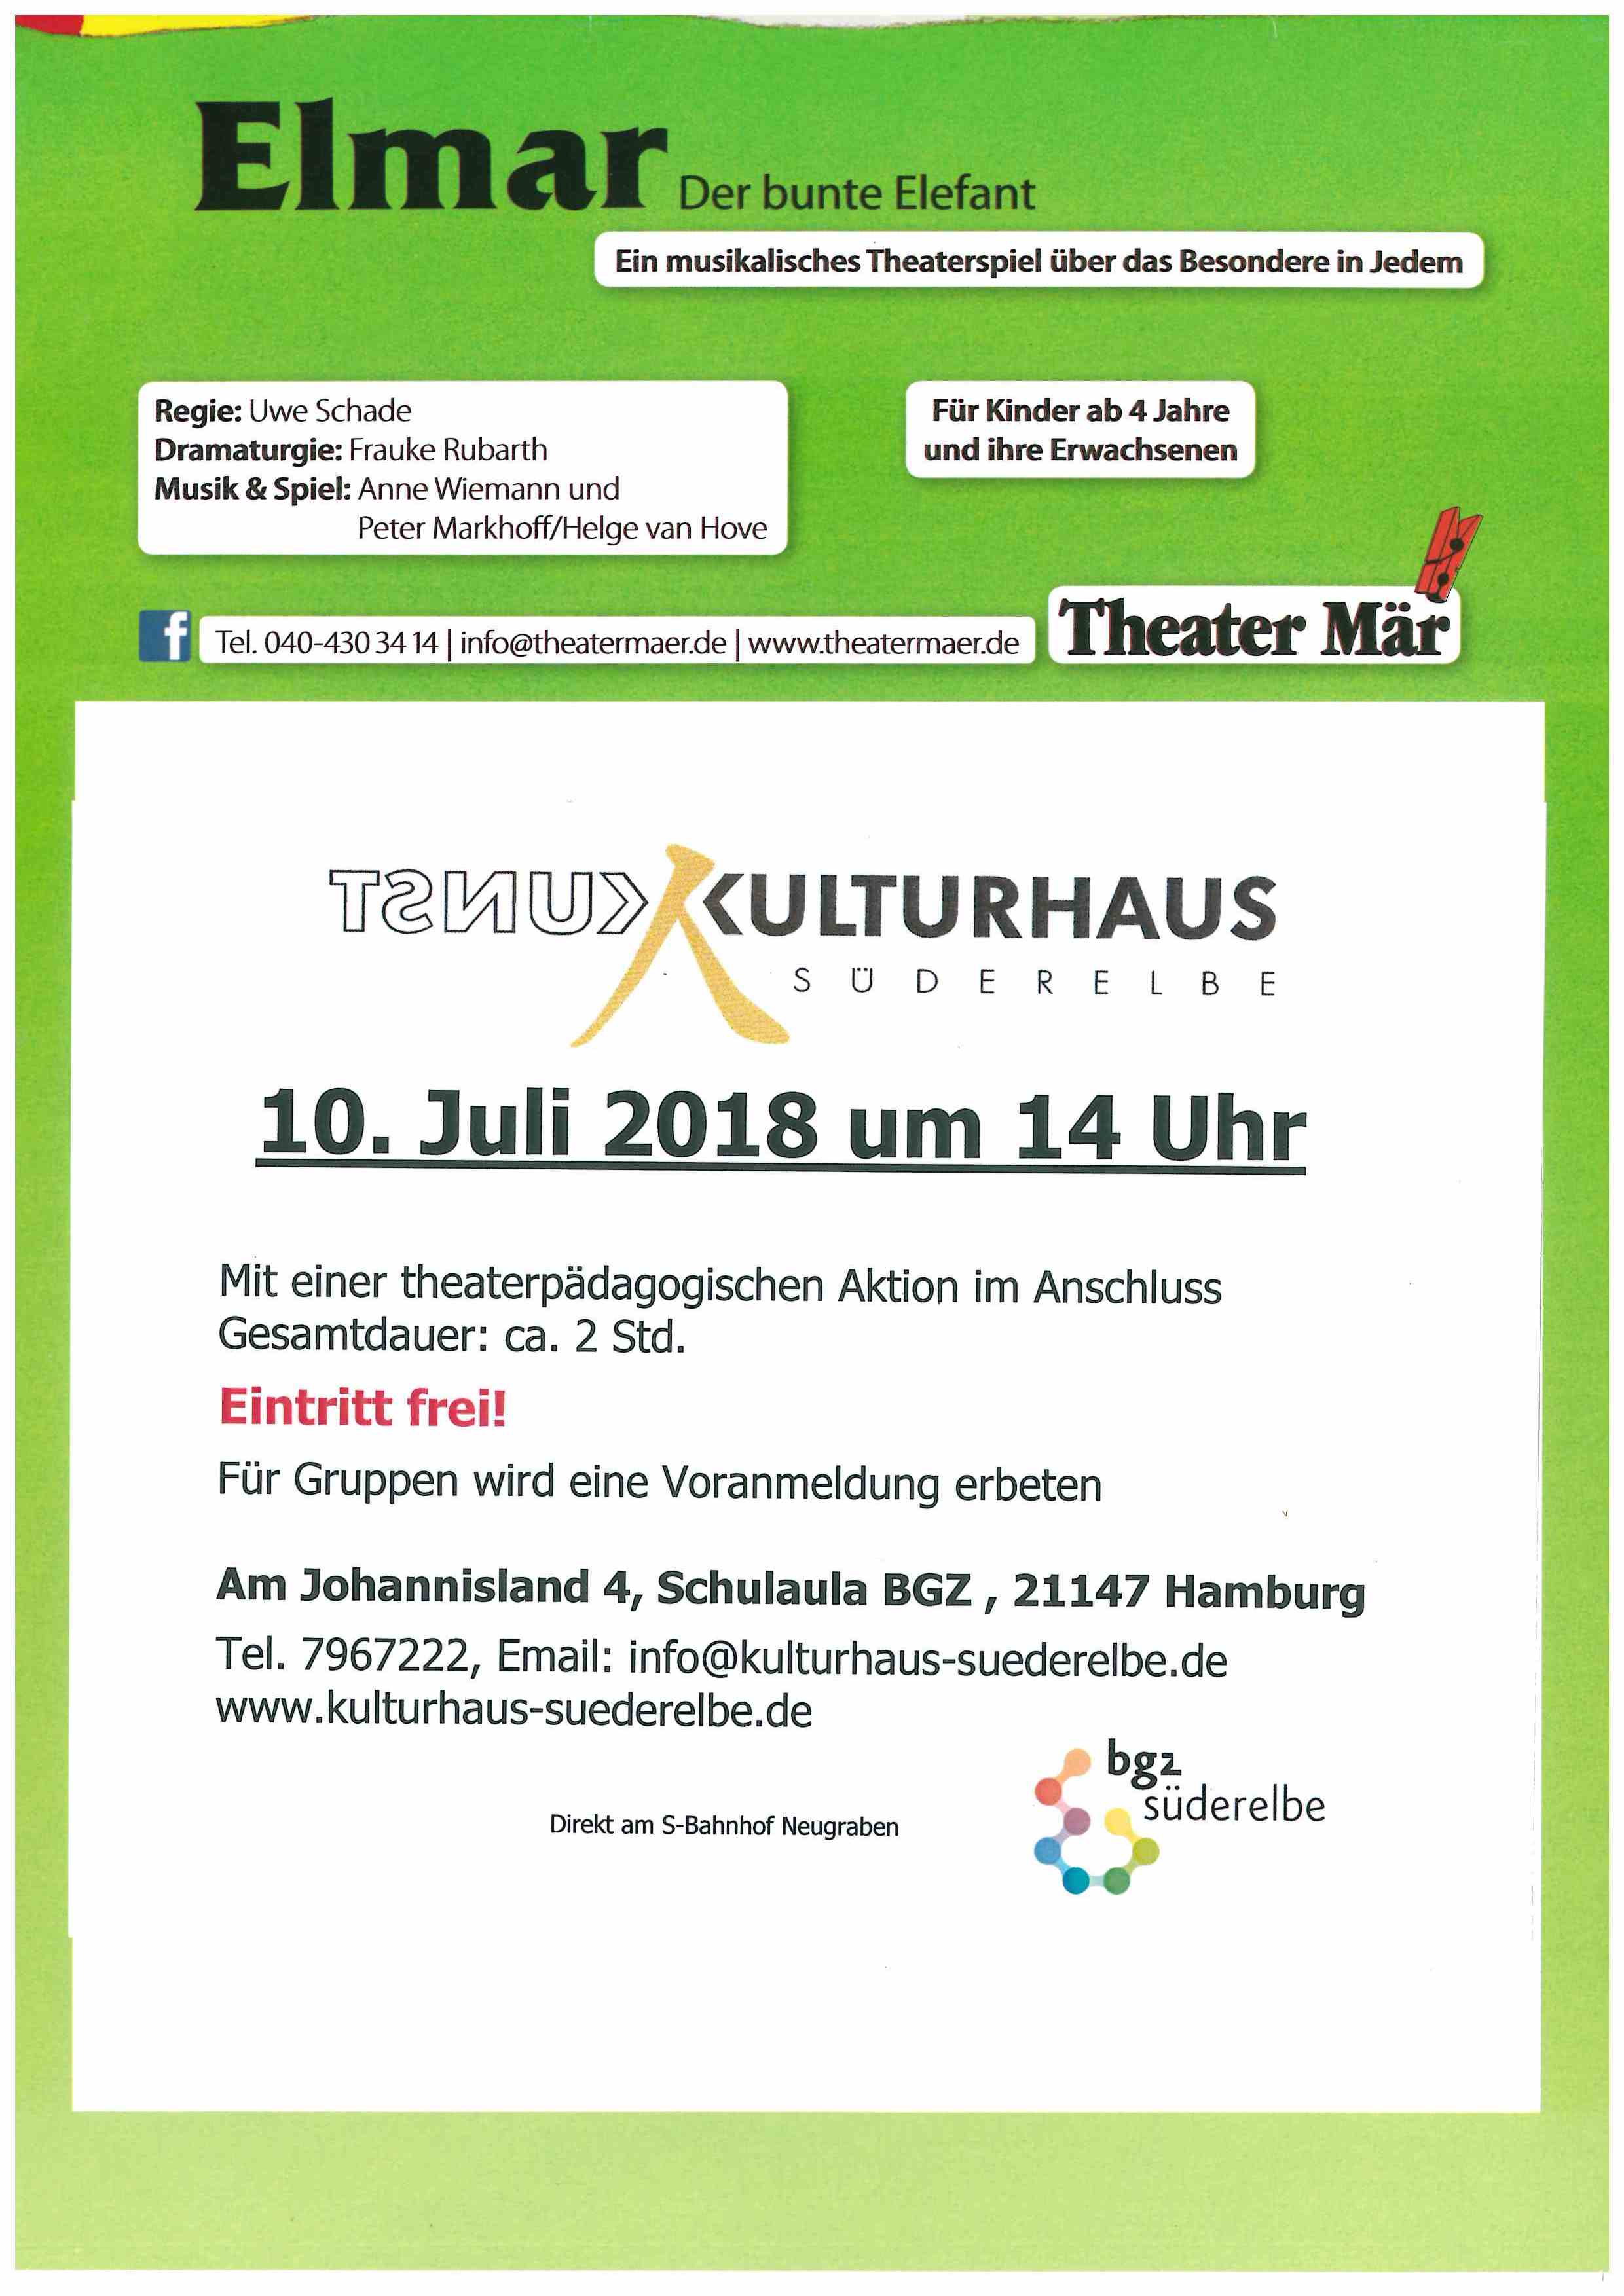 Elmar Der bunte Elefant
Ein musikalisches Theaterspiel über das Besondere in Jedem
Regie: Uwe Schade
Dramaturgie: Frauke Rubarth
Musik & Spiel: Anne Wiemann und
Peter Markhoff/Helge van Hove
Für Kinder ab 4 Jahre
und ihre Erwachsenen
f
Tel. 040-430 34 14 | info@theatermaer.de | www.theatermaer.de
Theater Mär
KUNST KULTURHAUS
SÜDERELBE
10. Juli 2018 um 14 Uhr
Mit einer theaterpädagogischen Aktion im Anschluss
Gesamtdauer: ca. 2 Std.
Eintritt frei!
Für Gruppen wird eine Voranmeldung erbeten
Am Johannisland 4, Schulaula BGZ , 21147 Hamburg
Tel. 7967222, Email: info@kulturhaus-suederelbe.de
www.kulturhaus-suederelbe.de
bgz
süderelbe
Direkt am S-Bahnhof Neugraben